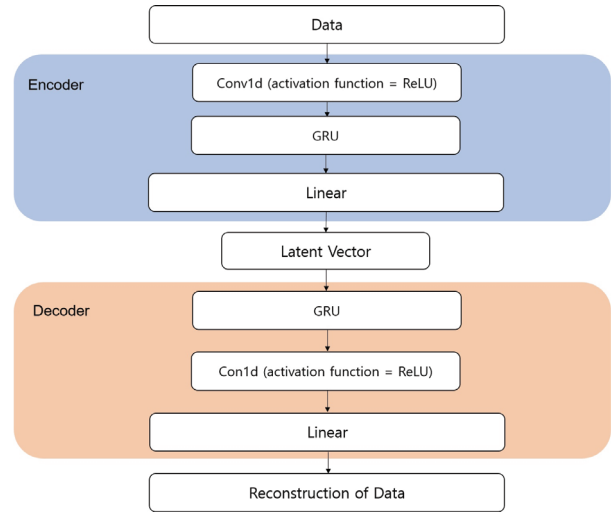 Data
Encoder
Conv1d (activation function = ReLU)
GRU
Linear
Latent Vector
Decoder
GRU
Con1d (activation function = ReLU)
Linear
Reconstruction of Data